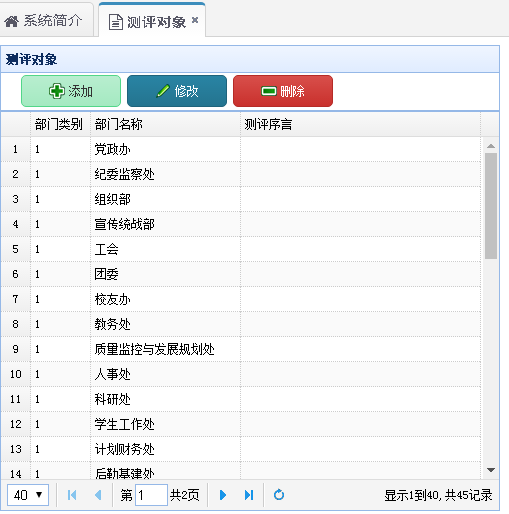 系统简介 测评对象
测评对象
添加 修改 删除
部门类别 部门名称 测评序言
1 1 党政办
2 1 纪委监察处
3 1 组织部
4 1 宣传统战部
5 1 工会
6 1 团委
7 1 校友办
8 1 教务处
9 1 质量监控与发展规划处
10 1 人事处
11 1 科研处
12 1 学生工作处
13 1 计划财务处
14 1 后勤基建处
40 第 1 共2页 显示1到40,共45记录